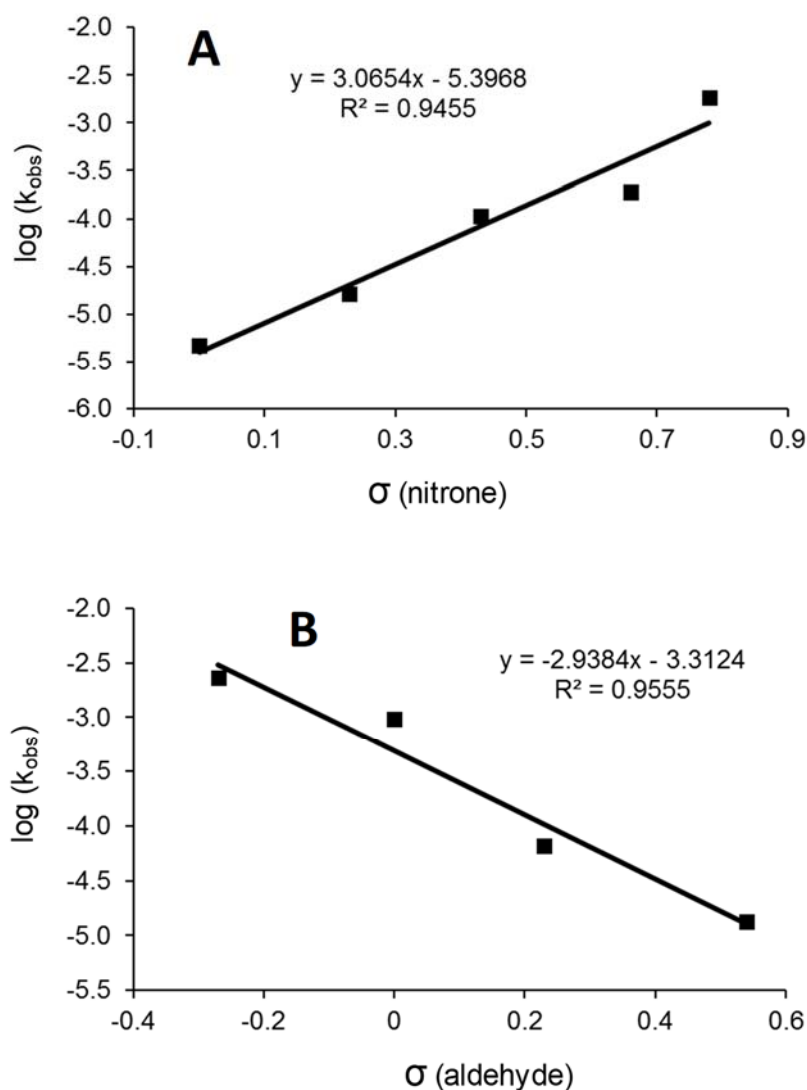 A
y = 3.0654x - 5.3968
R² = 0.9455
log (kobs)
-2.0
-2.5
-3.0
-3.5
-4.0
-4.5
-5.0
-5.5
-6.0
-0.1 0.1 0.3 0.5 0.7 0.9
σ (nitrone)
B
y = -2.9384x - 3.3124
R² = 0.9555
log (kobs)
-2.0
-2.5
-3.0
-3.5
-4.0
-4.5
-5.0
-5.5
-0.4 -0.2 0 0.2 0.4 0.6
σ (aldehyde)